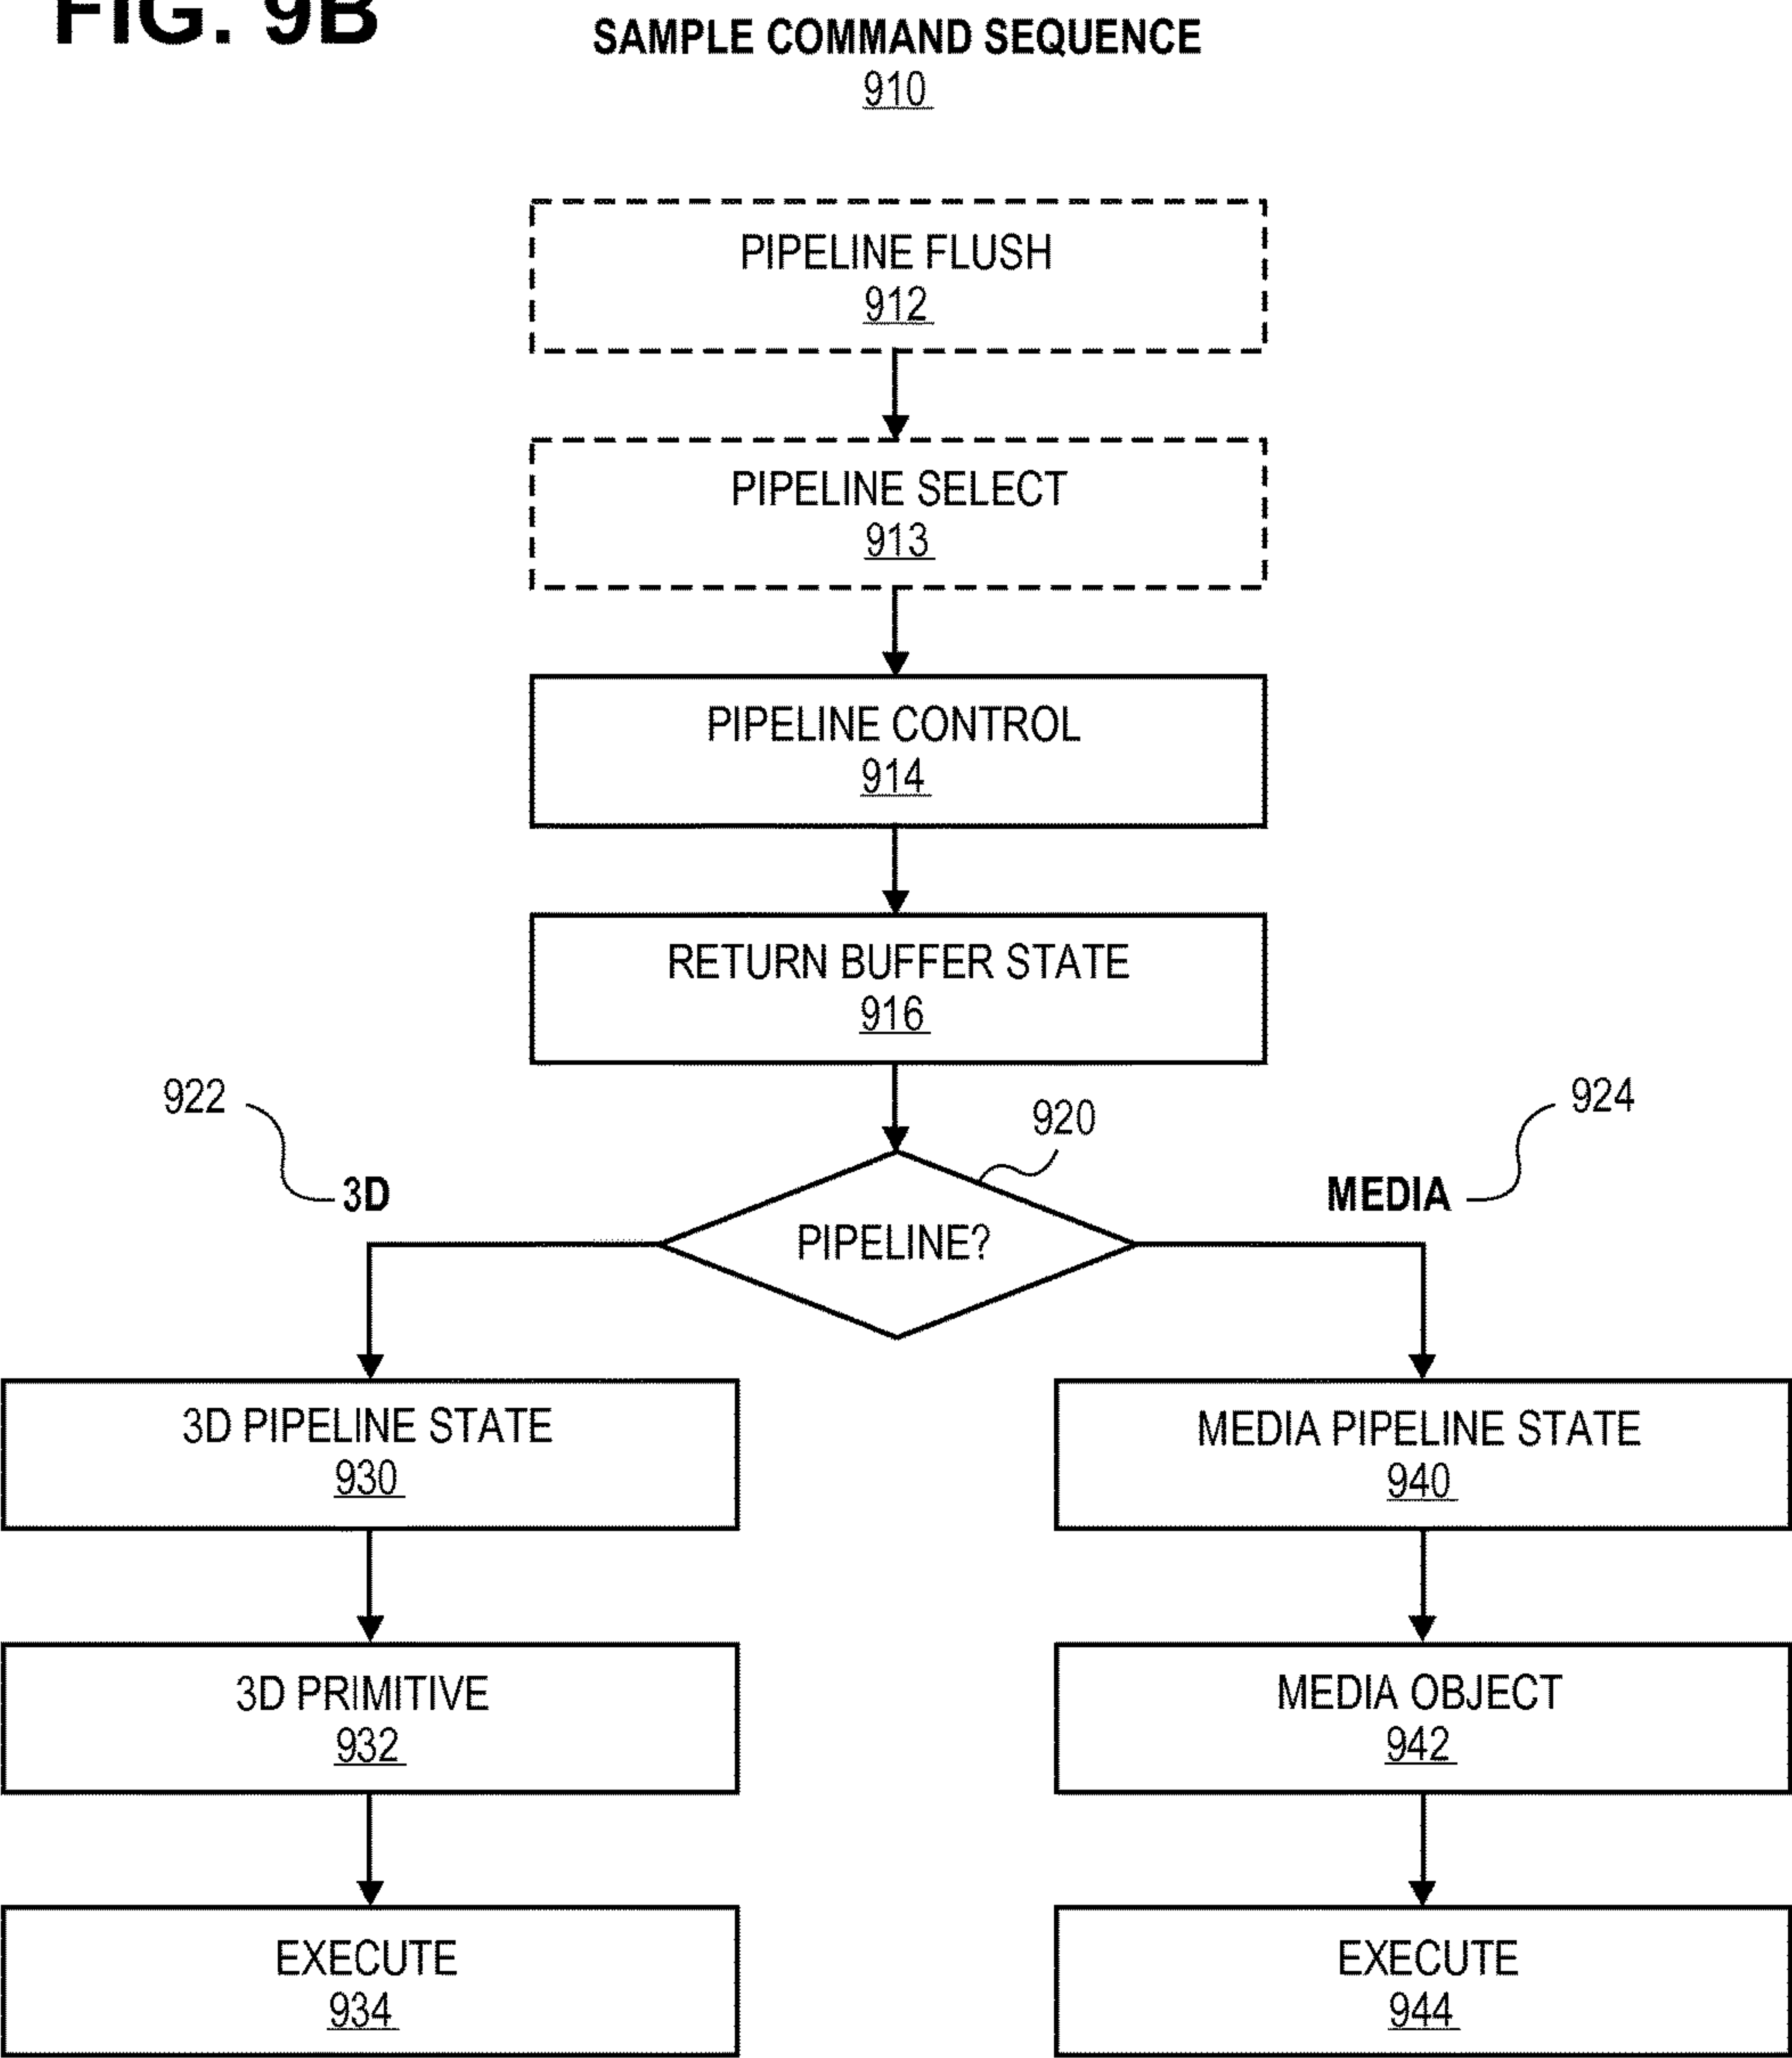 FIG. 9B
SAMPLE COMMAND SEQUENCE
910
PIPELINE FLUSH
912
PIPELINE SELECT
913
PIPELINE CONTROL
914
RETURN BUFFER STATE
916
922
920
924
3D
MEDIA
PIPELINE?
3D PIPELINE STATE
930
MEDIA PIPELINE STATE
940
3D PRIMITIVE
932
MEDIA OBJECT
942
EXECUTE
934
EXECUTE
944